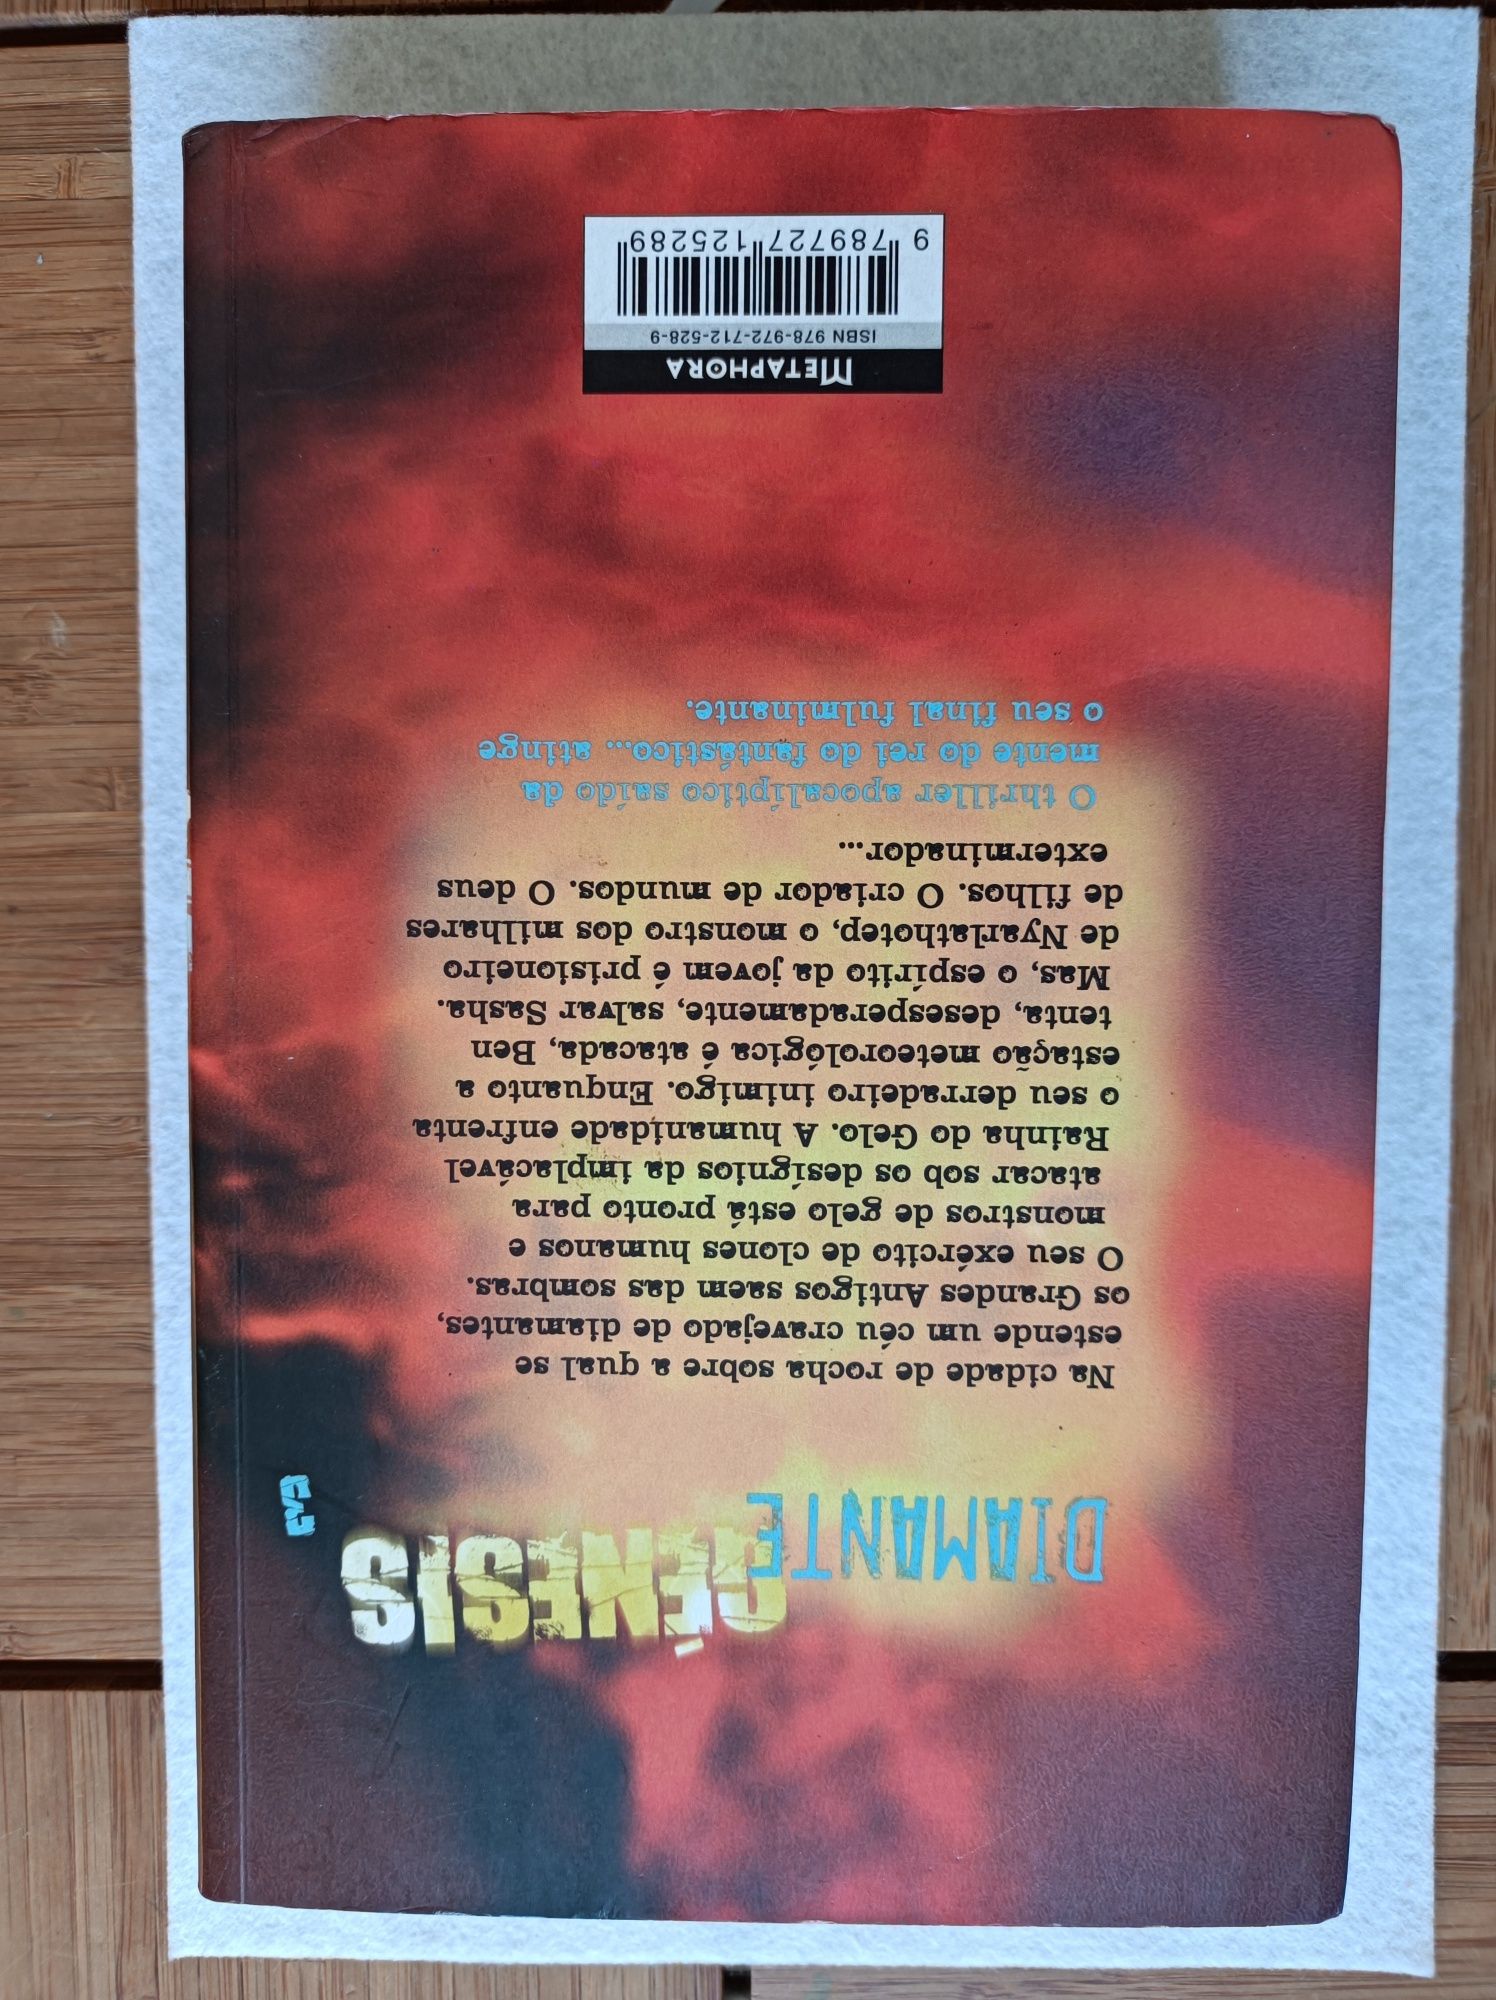 DIAMANTE
GÉNESIS
Na cidade de rocha sobre a qual se
estende um céu cravejado de diamantes,
os Grandes Antigos saem das sombras.
O seu exército de clones humanos e
monstros de gelo está pronto para
atacar sob os desígnios da implacável
Rainha do Gelo. A humanidade enfrenta
o seu derradeiro inimigo. Enquanto a
estação meteorológica é atacada, Ben
tenta, desesperadamente, salvar Sasha.
Mas, o espírito da jovem é prisioneiro
de Nyarlathotep, o monstro dos milhares
de filhos. O criador de mundos. O deus
exterminador...
O thriller apocalíptico saído da
mente do rei do fantástico... atinge
o seu final fulminante.
METAPHORA
ISBN 978-972-712-528-9
9 789727 125289